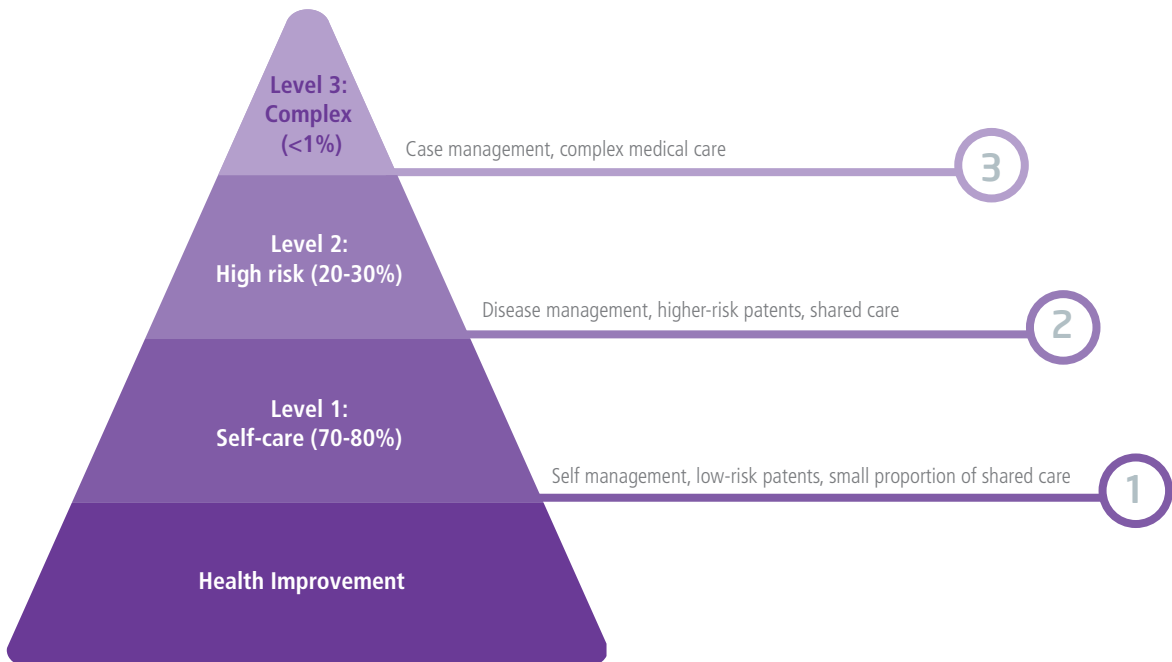 Level 3:
Complex
(<1%)
Case management, complex medical care
3
Level 2:
High risk (20-30%)
Disease management, higher-risk patents, shared care
2
Level 1:
Self-care (70-80%)
Self management, low-risk patents, small proportion of shared care
1
Health Improvement